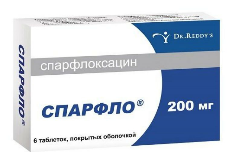 DR.REDDY'S
спарфлоксацин
СПАРФЛО® 200 мг
6 таблеток, покрытых оболочкой